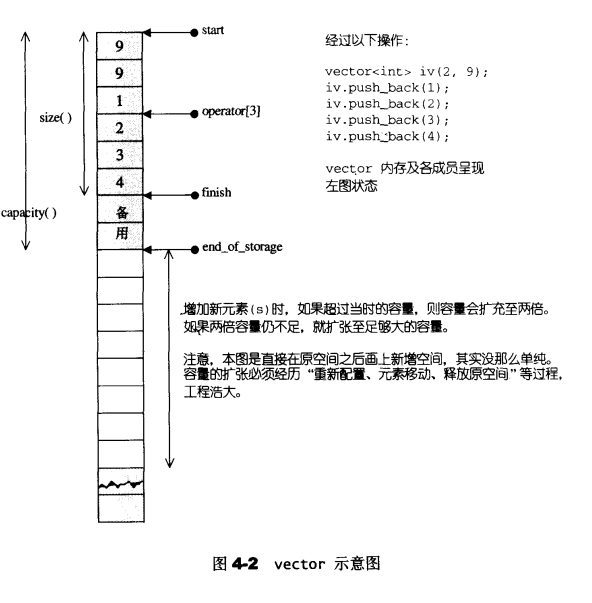 start
经过以下操作：
9
9
vector<int> iv(2, 9);
iv.push_back(1);
1
size( )
operator[3]
iv.push_back(2);
2
iv.push_back(3);
iv.push_back(4);
3
4
vector 内存及各成员呈现
finish
左图状态
capacity( )
备
用
end_of_storage
增加新元素(s)时，如果超过当时的容量，则容量会扩充至两倍。
如果两倍容量仍不足，就扩张至足够大的容量。
注意，本图是直接在原空间之后画上新增空间，其实没那么单纯。
容量的扩张必须经历“重新配置、元素移动、释放原空间”等过程，
工程浩大。
图 4-2 vector 示意图